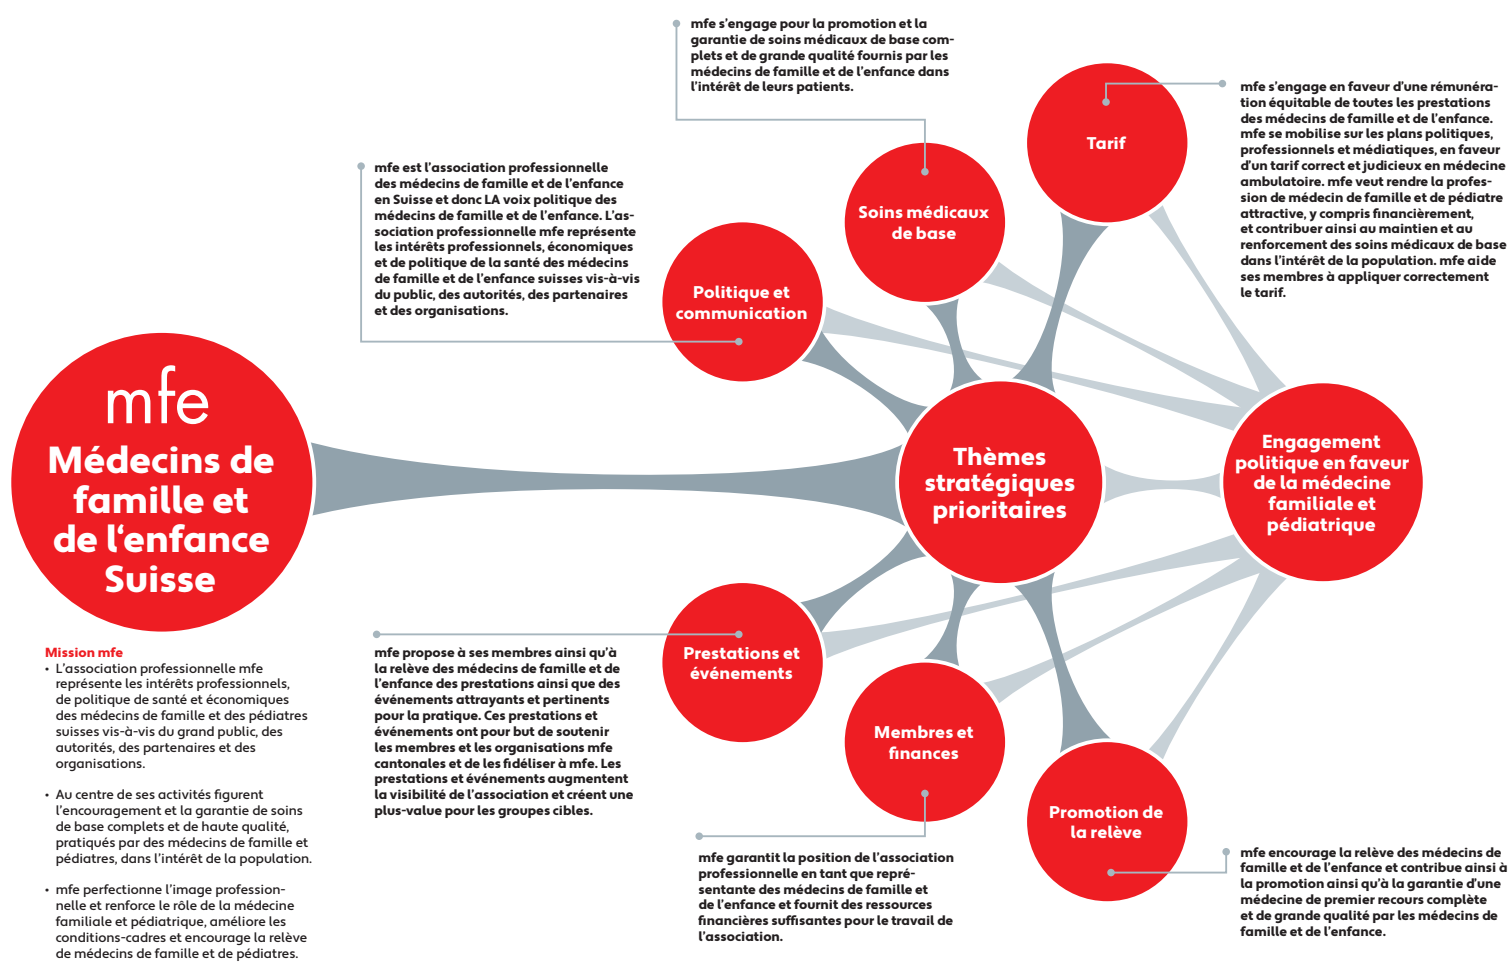 mfe s'engage pour la promotion et la
garantie de soins médicaux de base com-
plets et de grande qualité fournis par les
médecins de famille et de l'enfance dans
l'intérêt de leurs patients.
Tarif
mfe s'engage en faveur d'une rémunéra-
tion équitable de toutes les prestations
des médecins de famille et de l'enfance.
mfe se mobilise sur les plans politiques,
professionnels et médiatiques, en faveur
d'un tarif correct et judicieux en médecine
ambulatoire. mfe veut rendre la profes-
sion de médecin de famille et de pédiatre
attractive, y compris financièrement,
et contribuer ainsi au maintien et au
renforcement des soins médicaux de base
dans l'intérêt de la population. mfe aide
ses membres à appliquer correctement
le tarif.
mfe est l'association professionnelle
des médecins de famille et de l'enfance
en Suisse et donc LA voix politique des
médecins de famille et de l'enfance. L'as-
sociation professionnelle mfe représente
les intérêts professionnels, économiques
et de politique de la santé des médecins
de famille et de l'enfance suisses vis-à-vis
du public, des autorités, des partenaires
et des organisations.
Soins médicaux
de base
Politique et
communication
mfe
Médecins de
famille et
de l‘enfance
Suisse
Thèmes
stratégiques
prioritaires
Engagement
politique en faveur
de la médecine
familiale et
pédiatrique
Mission mfe
• L'association professionnelle mfe
représente les intérêts professionnels,
de politique de santé et économiques
des médecins de famille et des pédiatres
suisses vis-à-vis du grand public, des
autorités, des partenaires et des
organisations.
• Au centre de ses activités figurent
l'encouragement et la garantie de soins
de base complets et de haute qualité,
pratiqués par des médecins de famille et
pédiatres, dans l'intérêt de la population.
• mfe perfectionne l'image profession-
nelle et renforce le rôle de la médecine
familiale et pédiatrique, améliore les
conditions-cadres et encourage la relève
de médecins de famille et de pédiatres.
mfe propose à ses membres ainsi qu'à
la relève des médecins de famille et de
l'enfance des prestations ainsi que des
événements attrayants et pertinents
pour la pratique. Ces prestations et
événements ont pour but de soutenir
les membres et les organisations mfe
cantonales et de les fidéliser à mfe. Les
prestations et événements augmentent
la visibilité de l'association et créent une
plus-value pour les groupes cibles.
Prestations et
événements
Membres et
finances
mfe garantit la position de l'association
professionnelle en tant que repré-
sentante des médecins de famille et
de l'enfance et fournit des ressources
financières suffisantes pour le travail de
l'association.
Promotion de
la relève
mfe encourage la relève des médecins de
famille et de l'enfance et contribue ainsi à
la promotion ainsi qu'à la garantie d'une
médecine de premier recours complète
et de grande qualité par les médecins de
famille et de l'enfance.